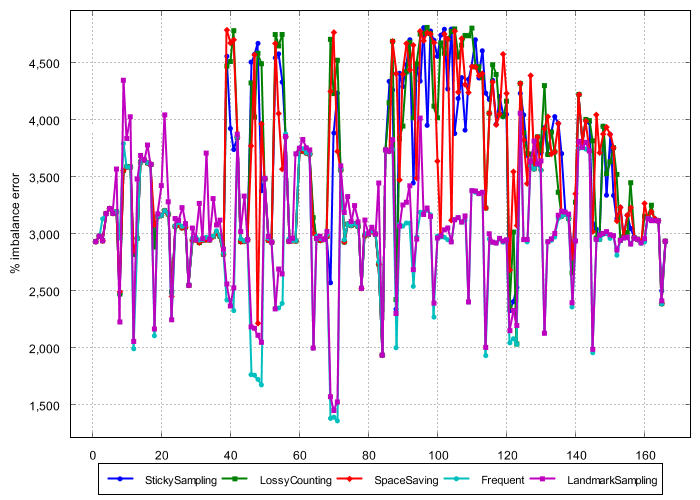 % imbalance error
4,500
4,000
3,500
3,000
2,500
2,000
1,500
0 20 40 60 80 100 120 140 160
StickySampling LossyCounting SpaceSaving Frequent LandmarkSampling